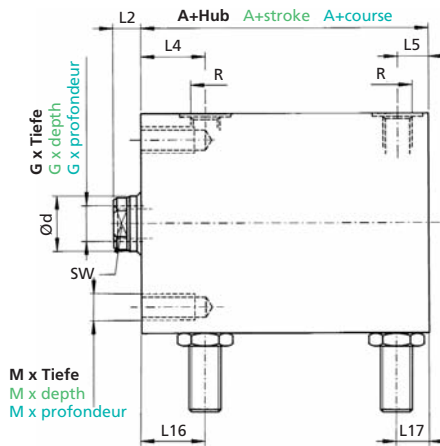 L2 A+Hub A+stroke A+course
L4 L5
R R
G x Tiefe
G x depth
G x profondeur
Ød
SW
M x Tiefe
M x depth
M x profondeur
L16 L17